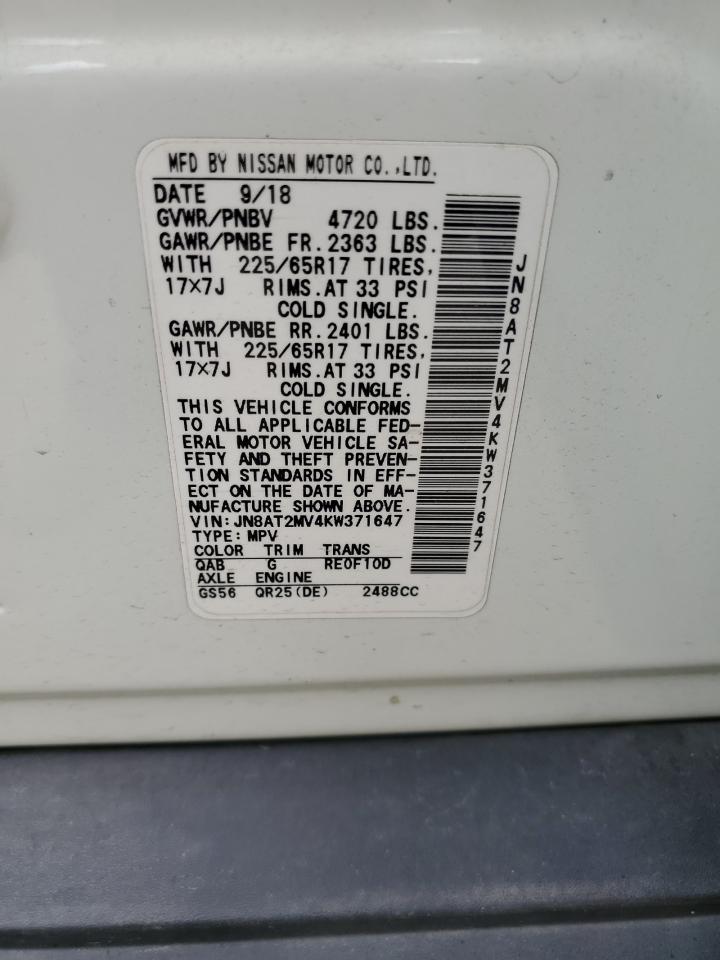 MFD BY NISSAN MOTOR CO.,LTD.
DATE 9/18
GVWR/PNBV 4720 LBS.
GAWR/PNBE FR.2363 LBS.
WITH 225/65R17 TIRES,
17×7J RIMS.AT 33 PSI
COLD SINGLE.
GAWR/PNBE RR.2401 LBS.
WITH 225/65R17 TIRES,
17×7J RIMS.AT 33 PSI
COLD SINGLE.
THIS VEHICLE CONFORMS
TO ALL APPLICABLE FED-
ERAL MOTOR VEHICLE SA-
FETY AND THEFT PREVEN-
TION STANDARDS IN EFF-
ECT ON THE DATE OF MA-
NUFACTURE SHOWN ABOVE.
VIN:JN8AT2MV4KW371647
TYPE:MPV
COLOR TRIM TRANS
QAB G RE0F10D
AXLE ENGINE
GS56 QR25(DE) 2488CC
JN8AT2MV4KW371647